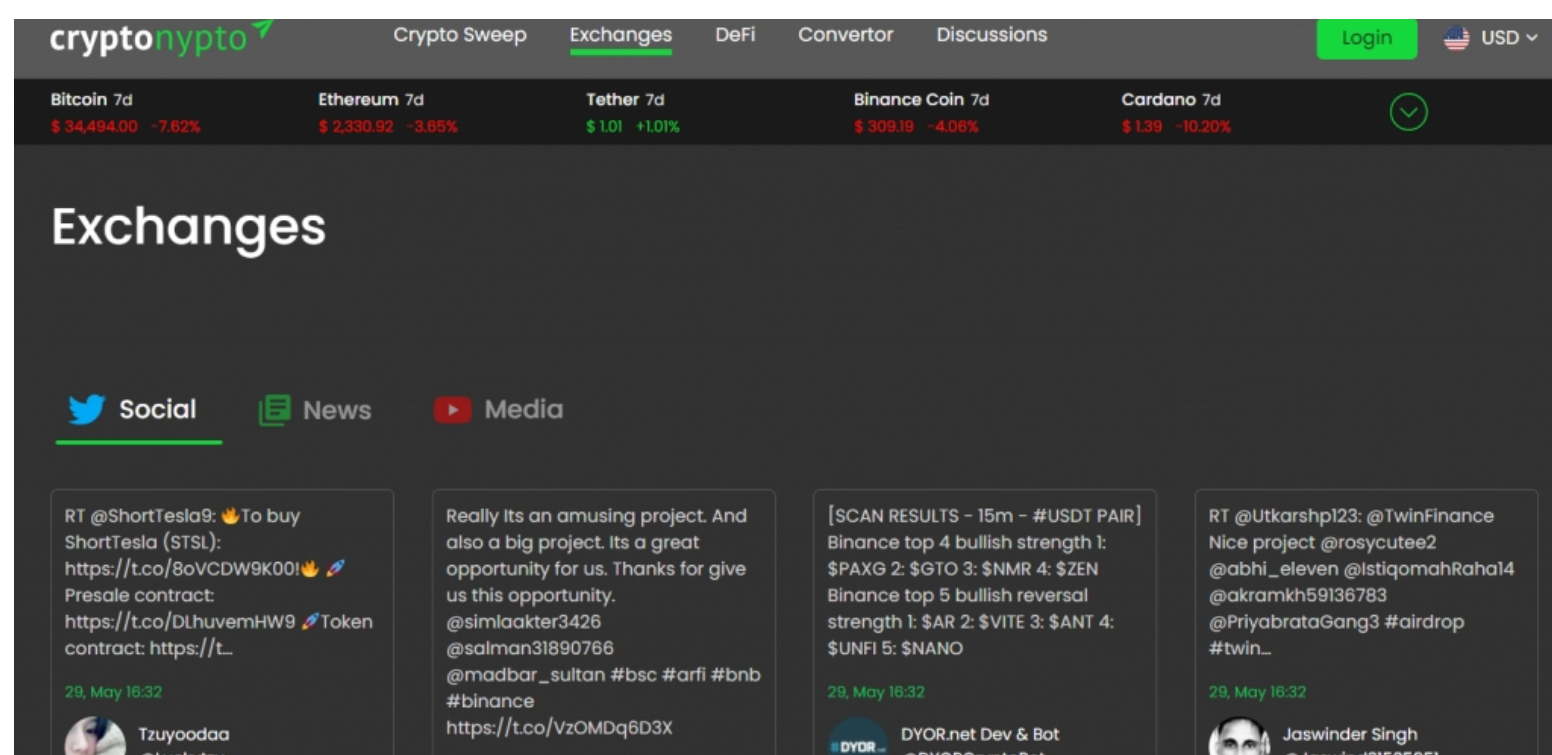 cryptonypto
Crypto Sweep Exchanges DeFi Convertor Discussions
Login USD
Bitcoin 7d
$ 34,494.00 -7.62%
Ethereum 7d
$ 2,330.92 -3.65%
Tether 7d
$ 1.01 +1.01%
Binance Coin 7d
$ 309.19 -4.06%
Cardano 7d
$ 1.39 -10.20%
Exchanges
Social News Media
RT @ShortTesla9: 🔥To buy
ShortTesla (STSL):
https://t.co/8oVCDW9K00!🔥 🚀
Presale contract:
https://t.co/DLhuvemHW9 🚀Token
contract: https://t…
29, May 16:32
Tzuyoodaa
Really Its an amusing project. And
also a big project. Its a great
opportunity for us. Thanks for give
us this opportunity.
@simlaakter3426
@salman31890766
@madbar_sultan #bsc #arfi #bnb
#binance
https://t.co/VzOMDq6D3X
[SCAN RESULTS - 15m - #USDT PAIR]
Binance top 4 bullish strength 1:
$PAXG 2: $GTO 3: $NMR 4: $ZEN
Binance top 5 bullish reversal
strength 1: $AR 2: $VITE 3: $ANT 4:
$UNFI 5: $NANO
29, May 16:32
DYOR
DYOR.net Dev & Bot
RT @Utkarshp123: @TwinFinance
Nice project @rosycutee2
@abhi_eleven @IstiqomahRaha14
@akramkh59136783
@PriyabrataGang3 #airdrop
#twin…
29, May 16:32
Jaswinder Singh